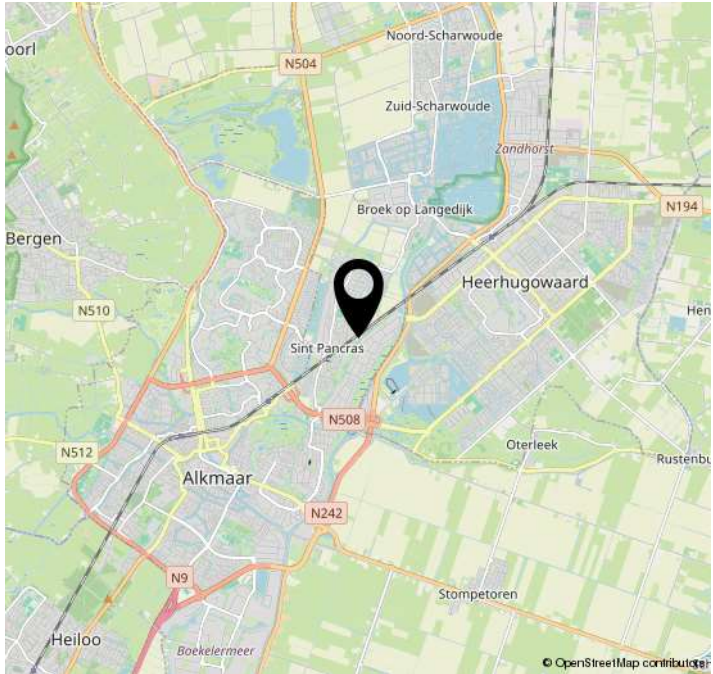 Noord-Scharwoude
oorl
N504
Zuid-Scharwoude
Zandhorst
N194
Broek op Langedijk
Bergen
Heerhugowaard
N510
Hen
Sint Pancras
N508
Oterleek
N512
Rustenbu
Alkmaar
N242
N9
Stompetoren
Heiloo
Boekelermeer
© OpenStreetMap contributors